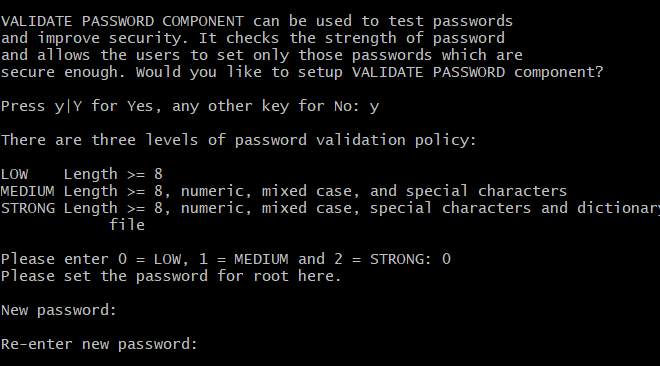 VALIDATE PASSWORD COMPONENT can be used to test passwords
and improve security. It checks the strength of password
and allows the users to set only those passwords which are
secure enough. Would you like to setup VALIDATE PASSWORD component?
Press y|Y for Yes, any other key for No: y
There are three levels of password validation policy:
LOW    Length >= 8
MEDIUM Length >= 8, numeric, mixed case, and special characters
STRONG Length >= 8, numeric, mixed case, special characters and dictionary
file
Please enter 0 = LOW, 1 = MEDIUM and 2 = STRONG: 0
Please set the password for root here.
New password:
Re-enter new password: